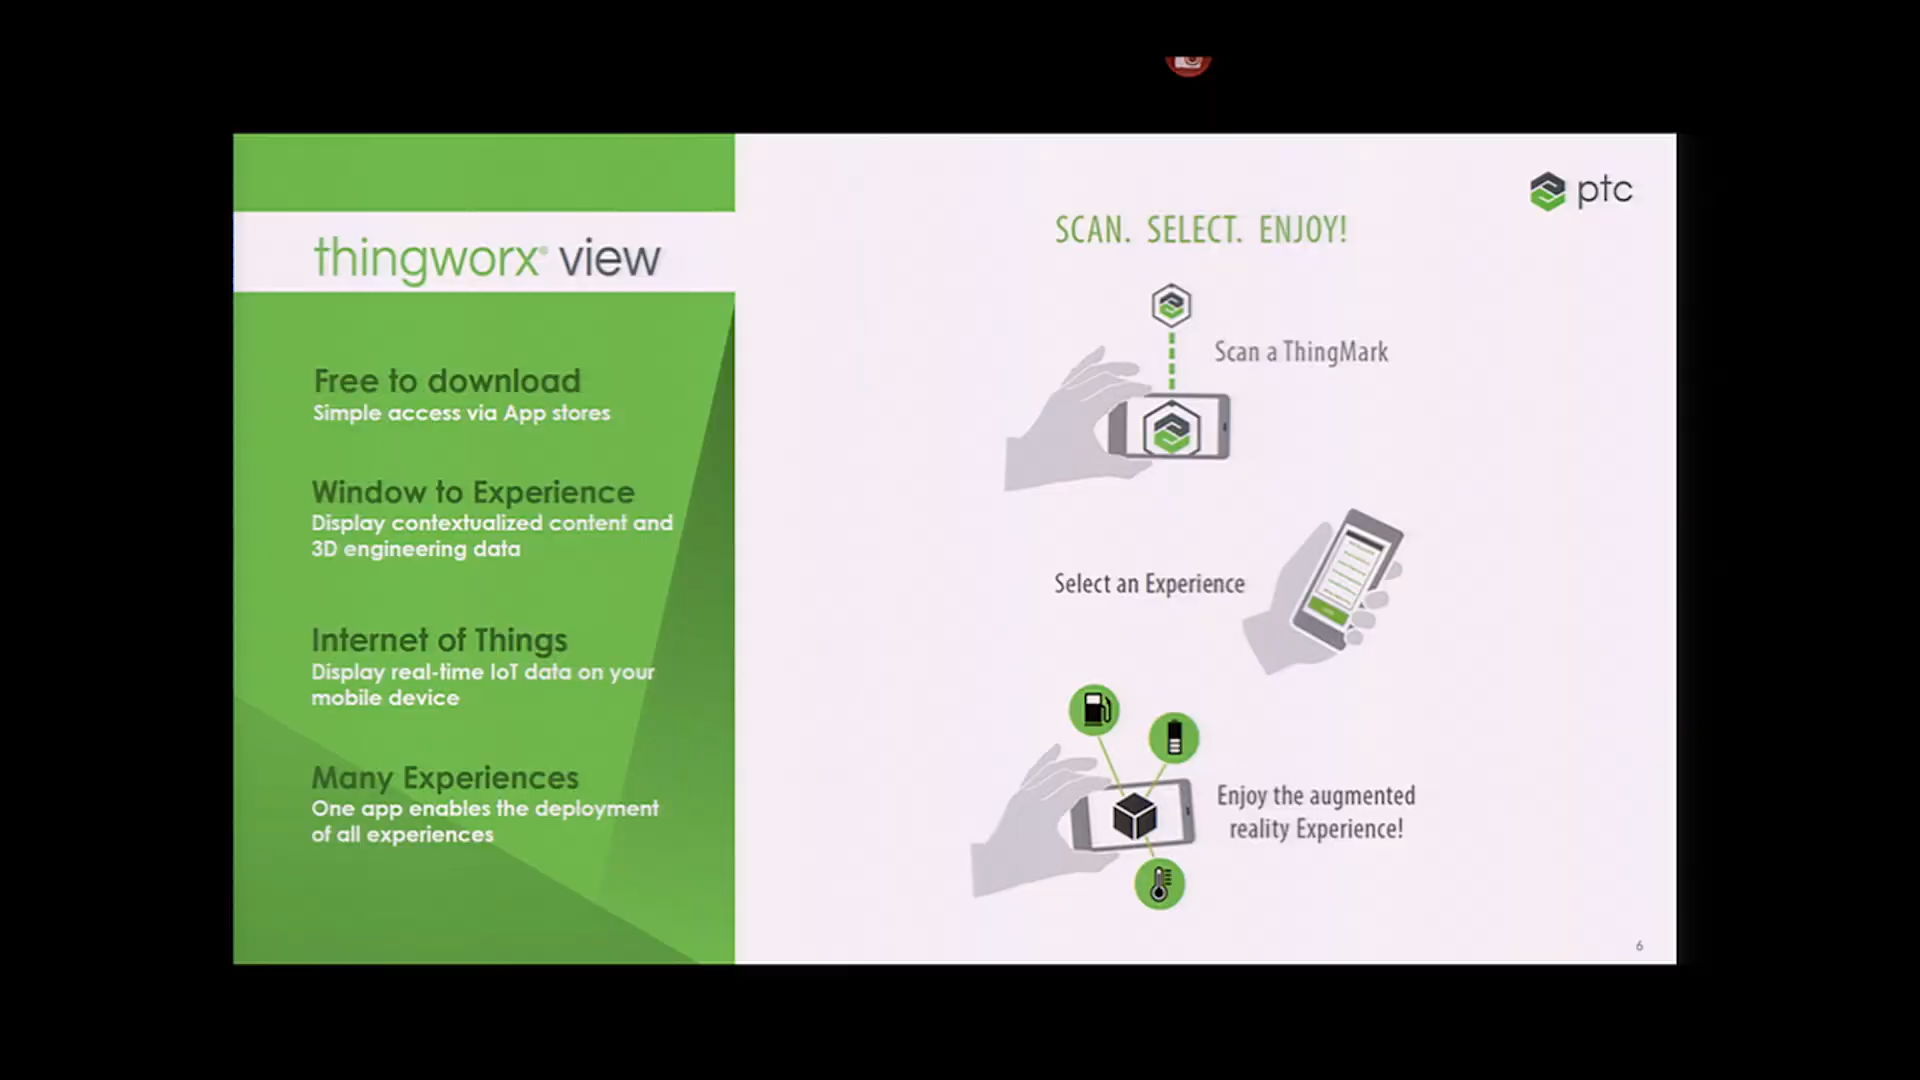 thingworx® view
Free to download
Simple access via App stores
Window to Experience
Display contextualized content and
3D engineering data
Internet of Things
Display real-time IoT data on your
mobile device
Many Experiences
One app enables the deployment
of all experiences
ptc
SCAN. SELECT. ENJOY!
Scan a ThingMark
Select an Experience
Enjoy the augmented
reality Experience!
6